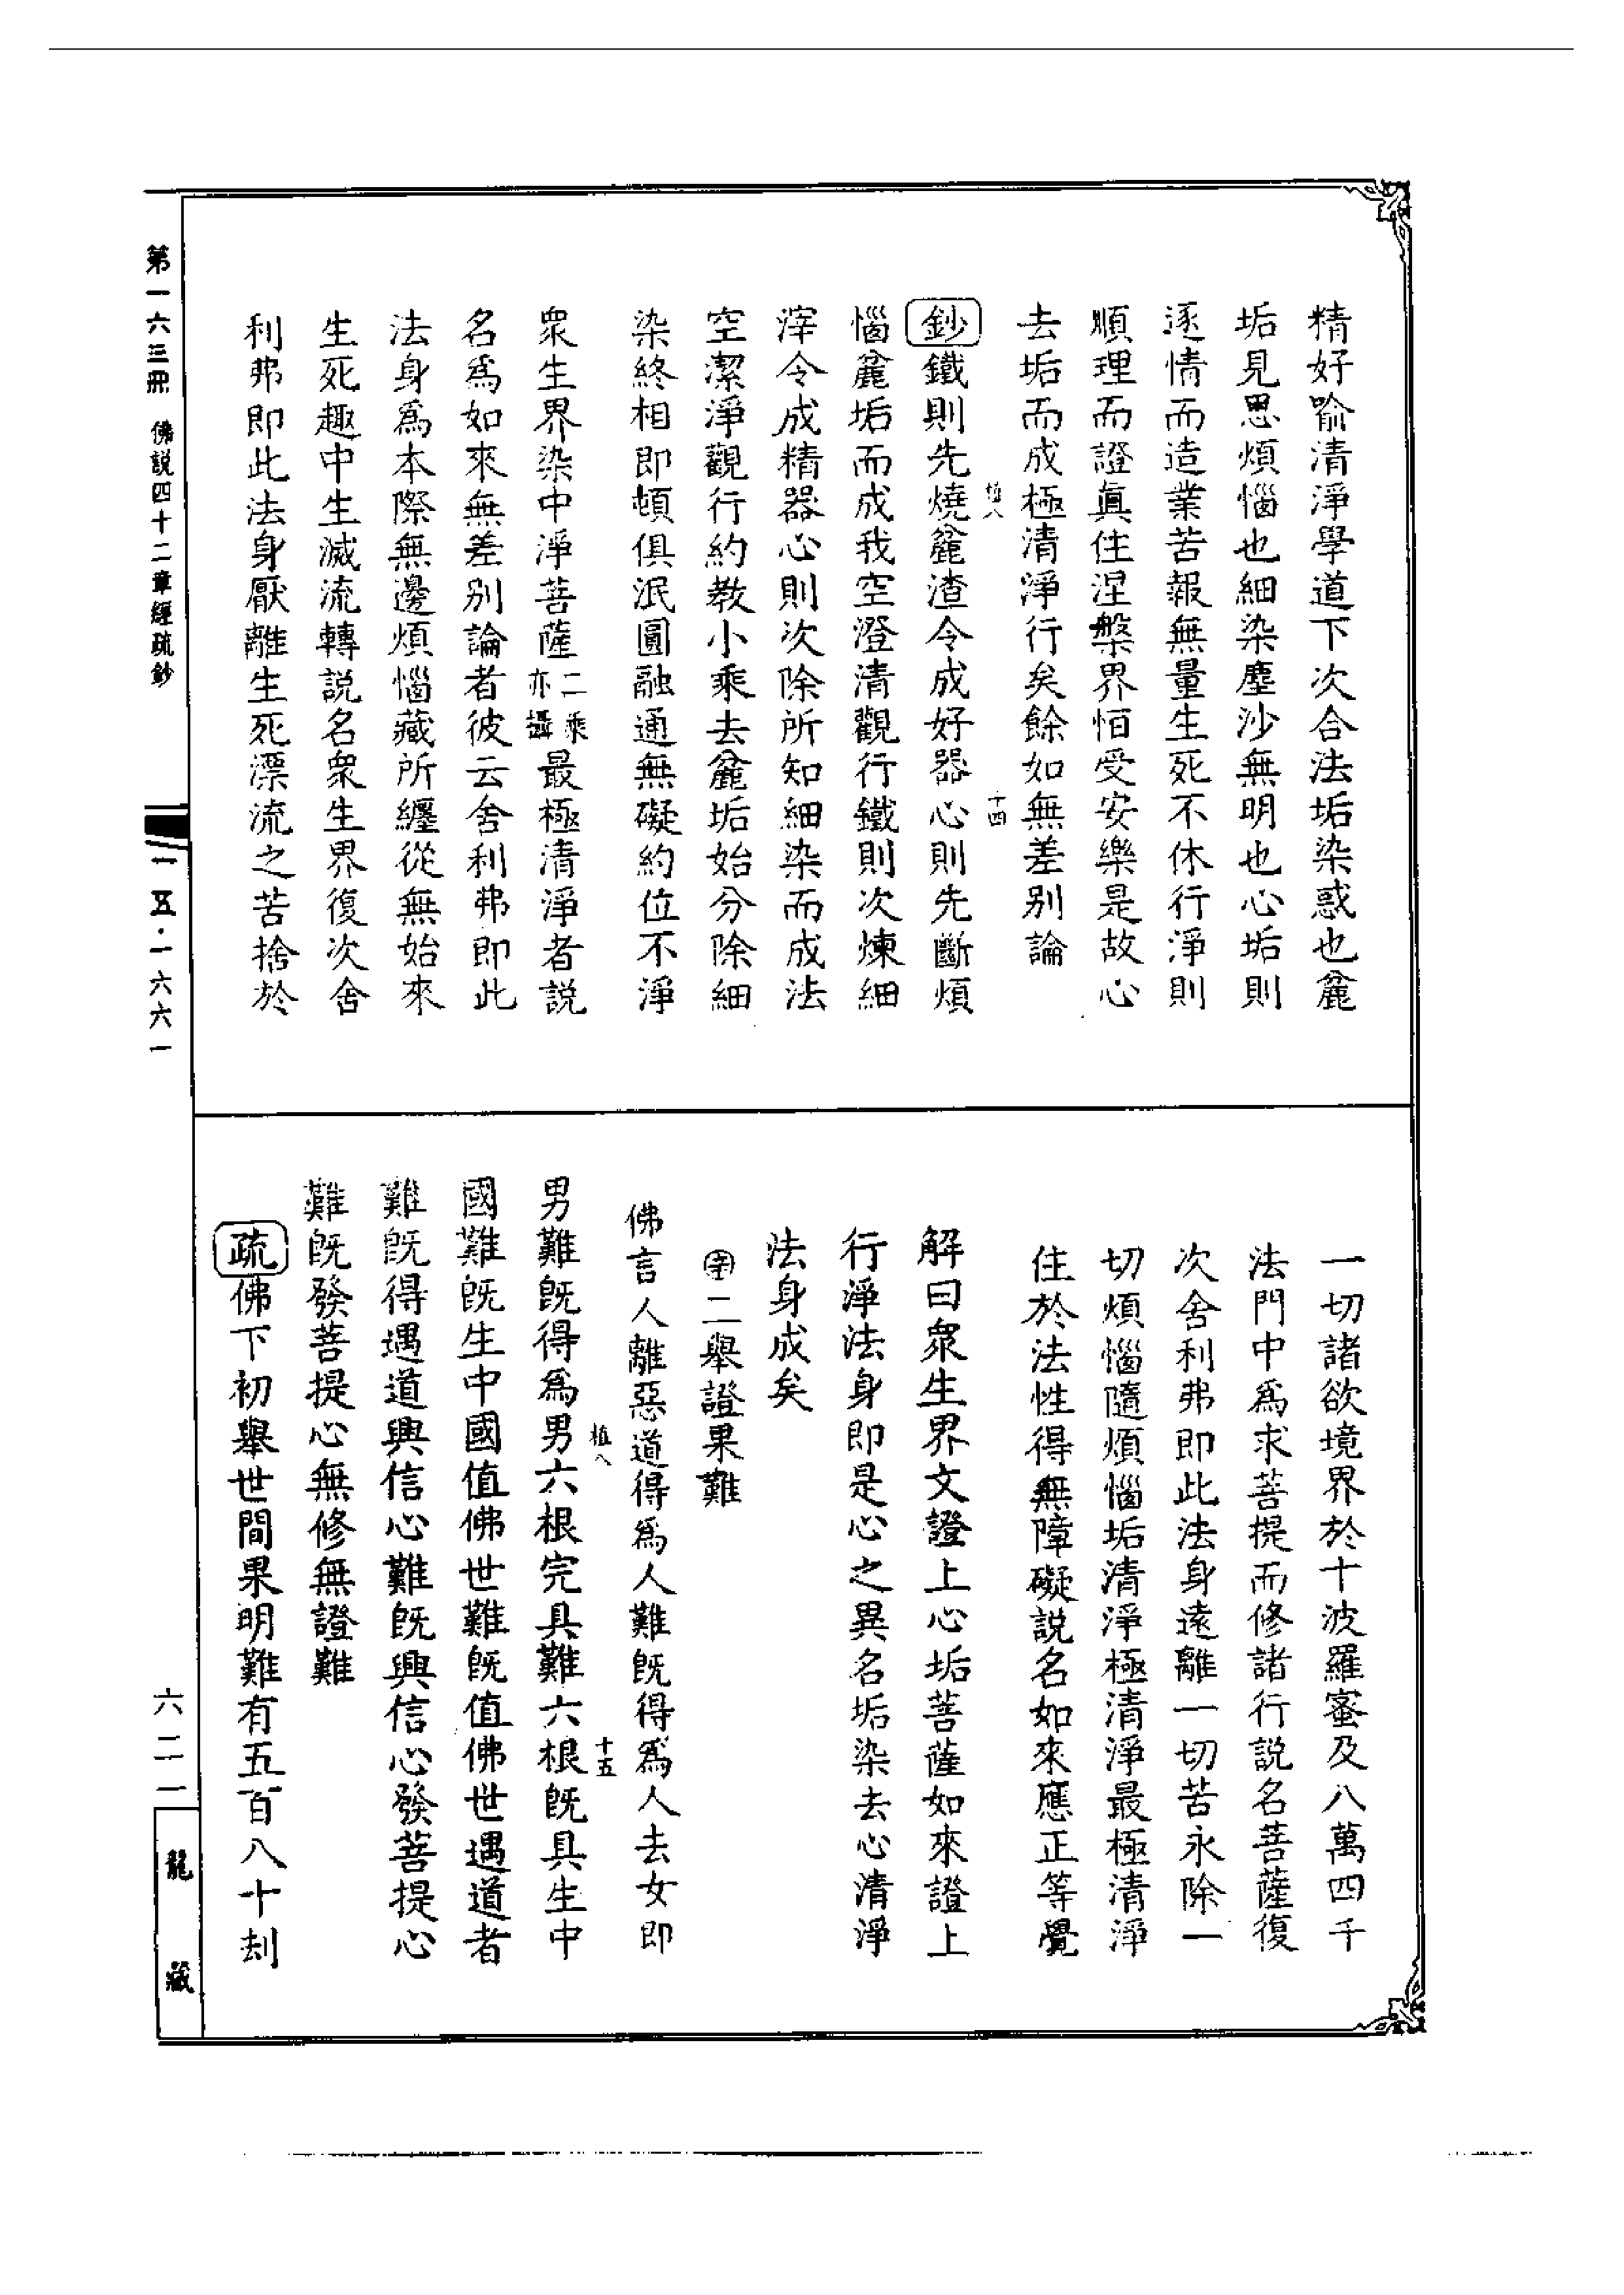 精好喻清淨學道下次合法垢染惑也麄
垢見思煩惱也細染塵沙無明也心垢則
逐情而造業苦報無量生死不休行淨則
順理而證眞住涅槃界恒受安樂是故心
去垢而成極清淨行矣餘如無差别論
植八
十四
鈔鐵則先燒麄渣令成好器心則先斷煩
惱麄垢而成我空澄清觀行鐵則次煉細
滓令成精器心則次除所知細染而成法
空潔淨觀行約教小乘去麄垢始分除細
染終相即頓俱泯圓融通無礙約位不淨
衆生界染中淨菩薩二乘亦攝最極清淨者説
名爲如來無差别論者彼云舍利弗即此
法身爲本際無邊煩惱藏所纏從無始來
生死趣中生滅流轉説名衆生界復次舍
利弗即此法身厭離生死漂流之苦捨於
一切諸欲境界於十波羅蜜及八萬四千
法門中爲求菩提而修諸行説名菩薩復
次舍利弗即此法身遠離一切苦永除一
切煩惱隨煩惱垢清淨極清淨最極清淨
住於法性得無障礙説名如來應正等覺
解曰衆生界文證上心垢菩薩如來證上
行淨法身即是心之異名垢染去心清淨
法身成矣
二舉證果難
佛言人離惡道得爲人難既得爲人去女即
植八
十五
男難既得爲男六根完具難六根既具生中
國難既生中國值佛世難既值佛世遇道者
難既得遇道興信心難既興信心發菩提心
難既發菩提心無修無證難
疏佛下初舉世間果明難有五百八十刦
第一六三冊 佛説四十二章經疏鈔
一五·一六六一
六二一
龍藏